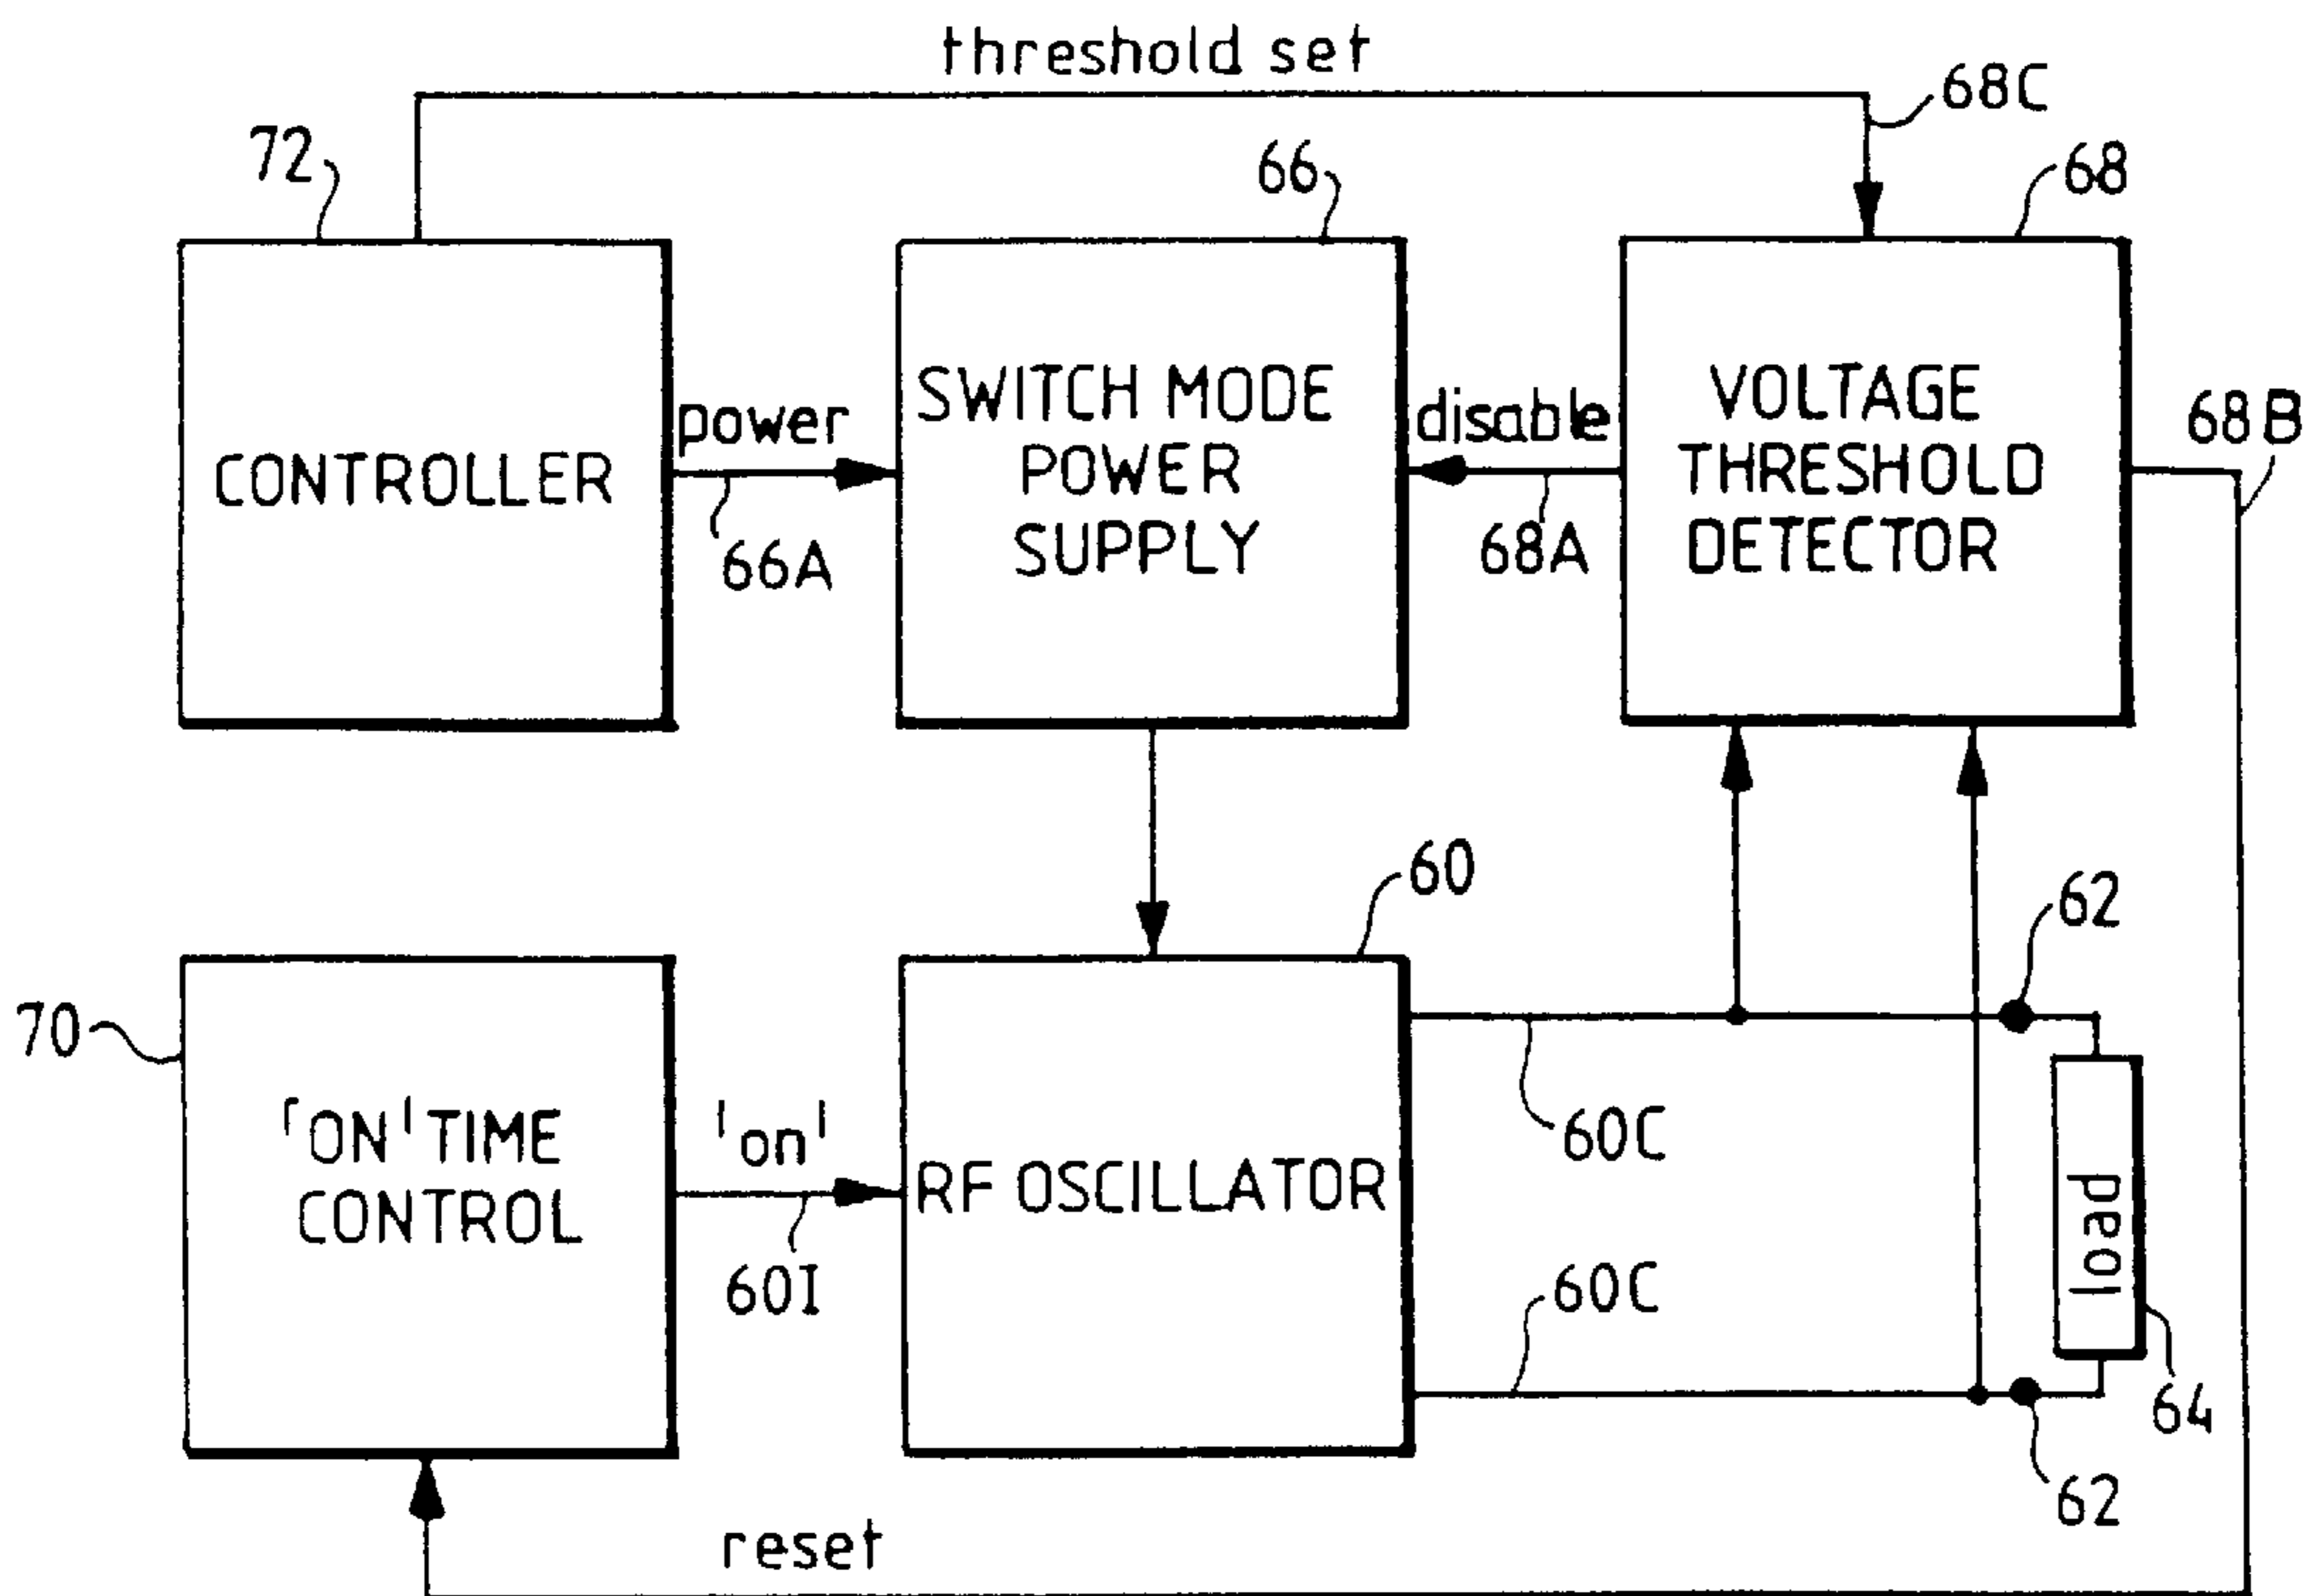 threshold set
68C
72
66
68
CONTROLLER
power
66A
SWITCH MODE
POWER
SUPPLY
disable
68A
VOLTAGE
THRESHOLD
DETECTOR
68B
60
62
70
'ON' TIME
CONTROL
'on'
60I
RF OSCILLATOR
60C
60C
load
64
62
reset